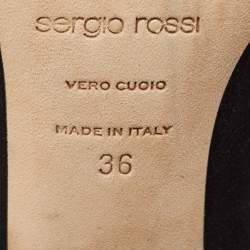 sergio rossi
VERO CUOIO
MADE IN ITALY
36